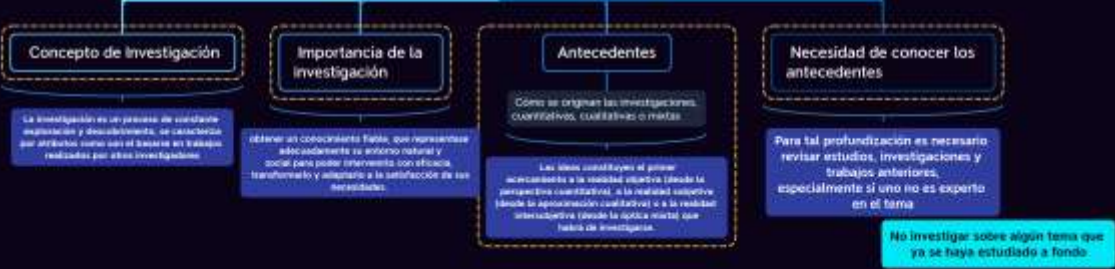 Concepto de Investigación
La investigación es un proceso de constante
exploración y descubrimiento, se caracteriza
por atributos como son el basarse en trabajos
realizados por otros investigadores
Importancia de la
investigación
obtener un conocimiento fiable, que represente
adecuadamente su entorno natural y
social para poder intervenirlo con eficacia,
transformarlo y adaptarlo a la satisfacción de sus
necesidades.
Antecedentes
Cómo se originan las investigaciones,
cuantitativas, cualitativas o mixtas
Las ideas constituyen el primer
acercamiento a la realidad objetiva (desde la
perspectiva cuantitativa), a la realidad subjetiva
(desde la aproximación cualitativa) o a la realidad
intersubjetiva (desde la óptica mixta) que
habrá de investigarse.
Necesidad de conocer los
antecedentes
Para tal profundización es necesario
revisar estudios, investigaciones y
trabajos anteriores,
especialmente si uno no es experto
en el tema
No investigar sobre algún tema que
ya se haya estudiado a fondo